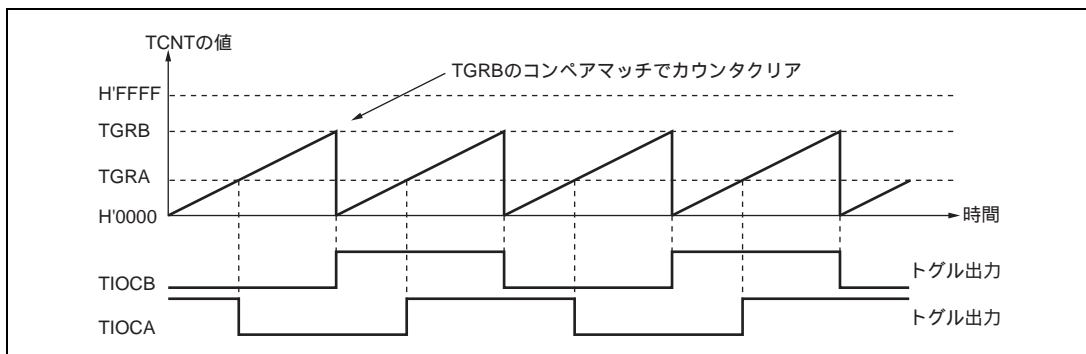 TCNTの値
TGRBのコンペアマッチでカウンタクリア
H'FFFF
TGRB
TGRA
H'0000
時間
TIOCB
トグル出力
TIOCA
トグル出力